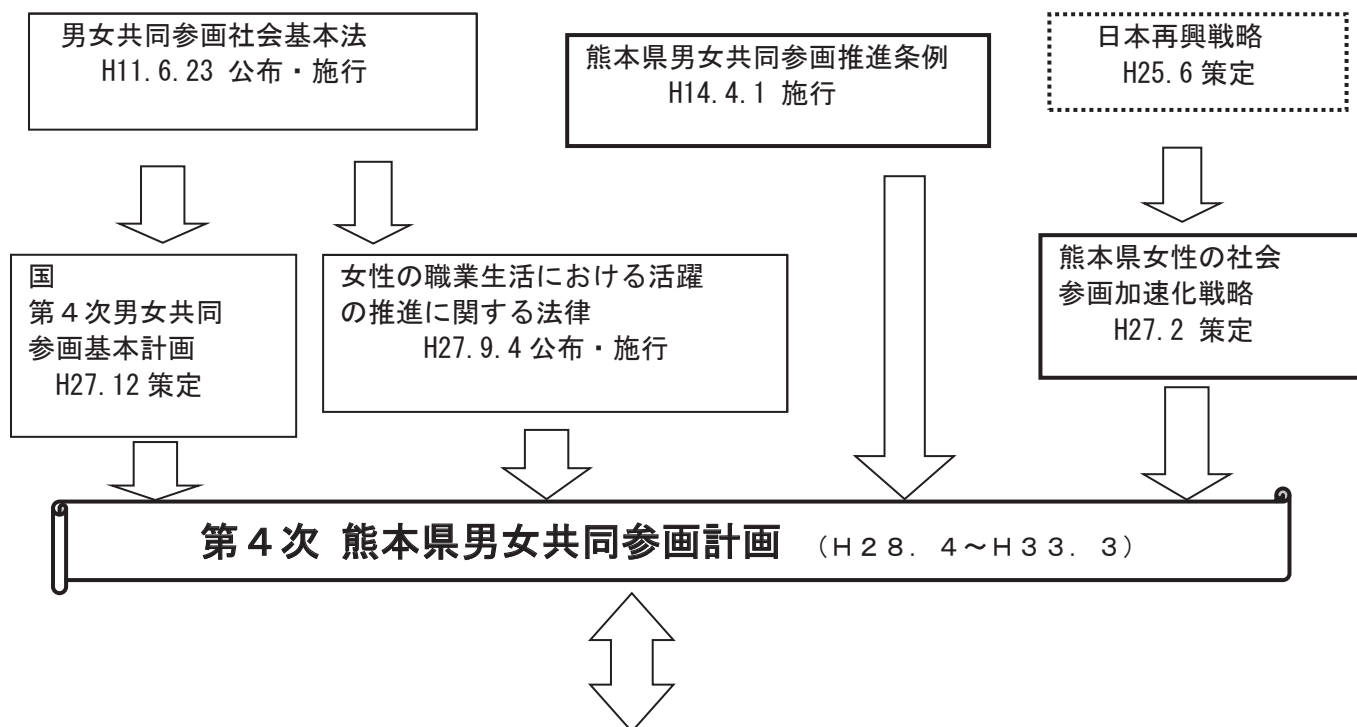 男女共同参画社会基本法
H11.6.23 公布・施行
熊本県男女共同参画推進条例
H14.4.1 施行
日本再興戦略
H25.6 策定
国
第4次男女共同
参画基本計画
H27.12 策定
女性の職業生活における活躍
の推進に関する法律
H27.9.4 公布・施行
熊本県女性の社会
参画加速化戦略
H27.2 策定
第4次 熊本県男女共同参画計画 (H28.4~H33.3)